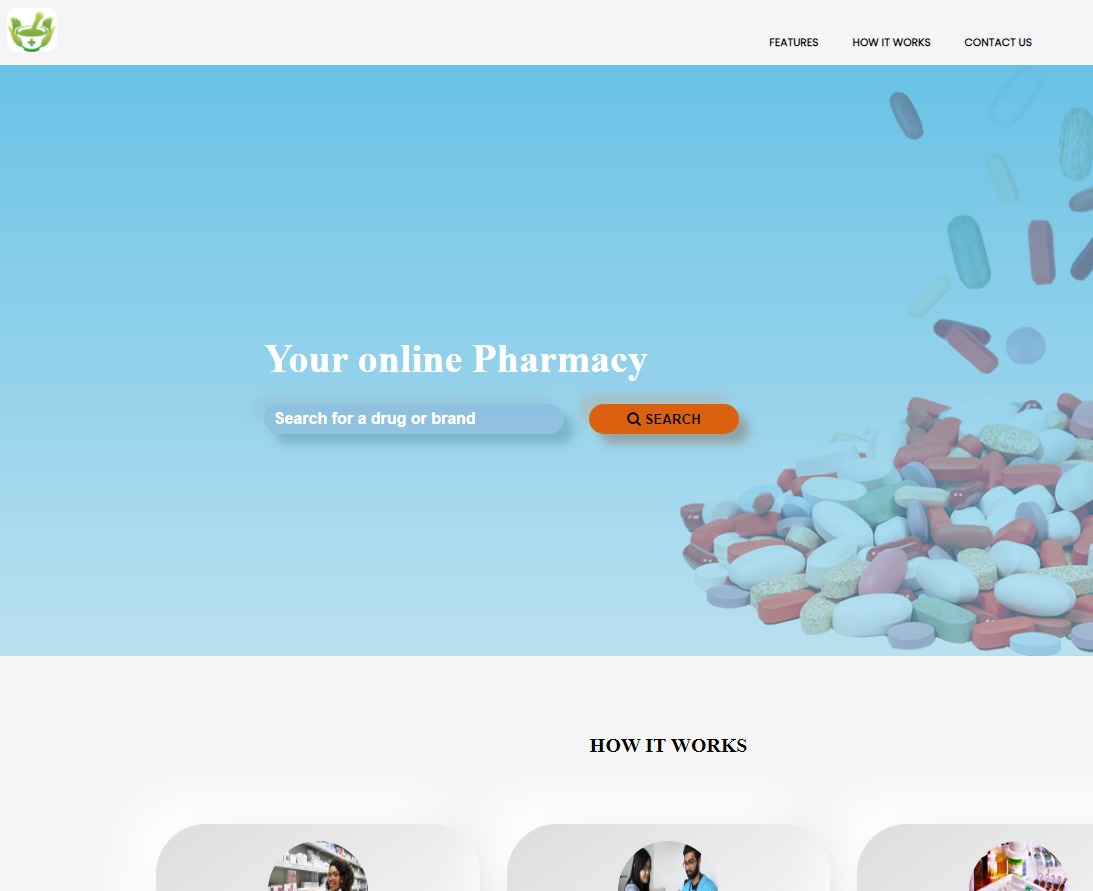 FEATURES HOW IT WORKS CONTACT US
Your online Pharmacy
Search for a drug or brand SEARCH
HOW IT WORKS